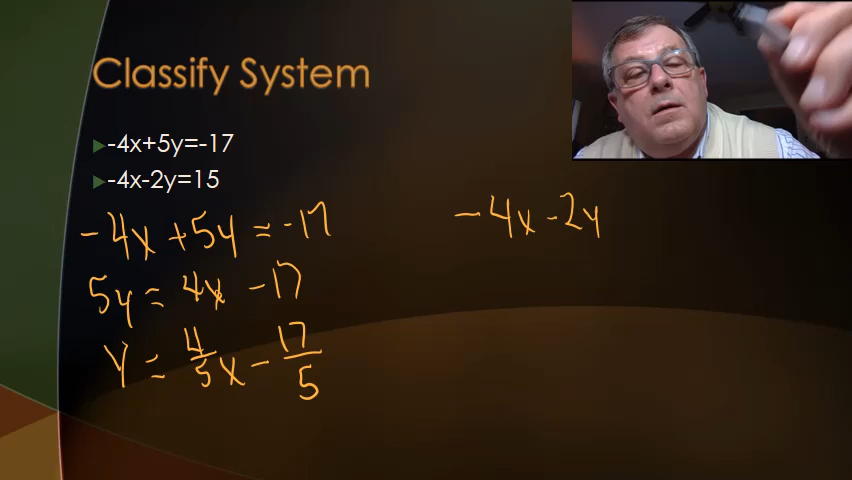 Classify System
-4x+5y=-17
-4x-2y=15
-4x+5y=-17
-4x-2y
5y=4x-17
y=4/5x-17/5